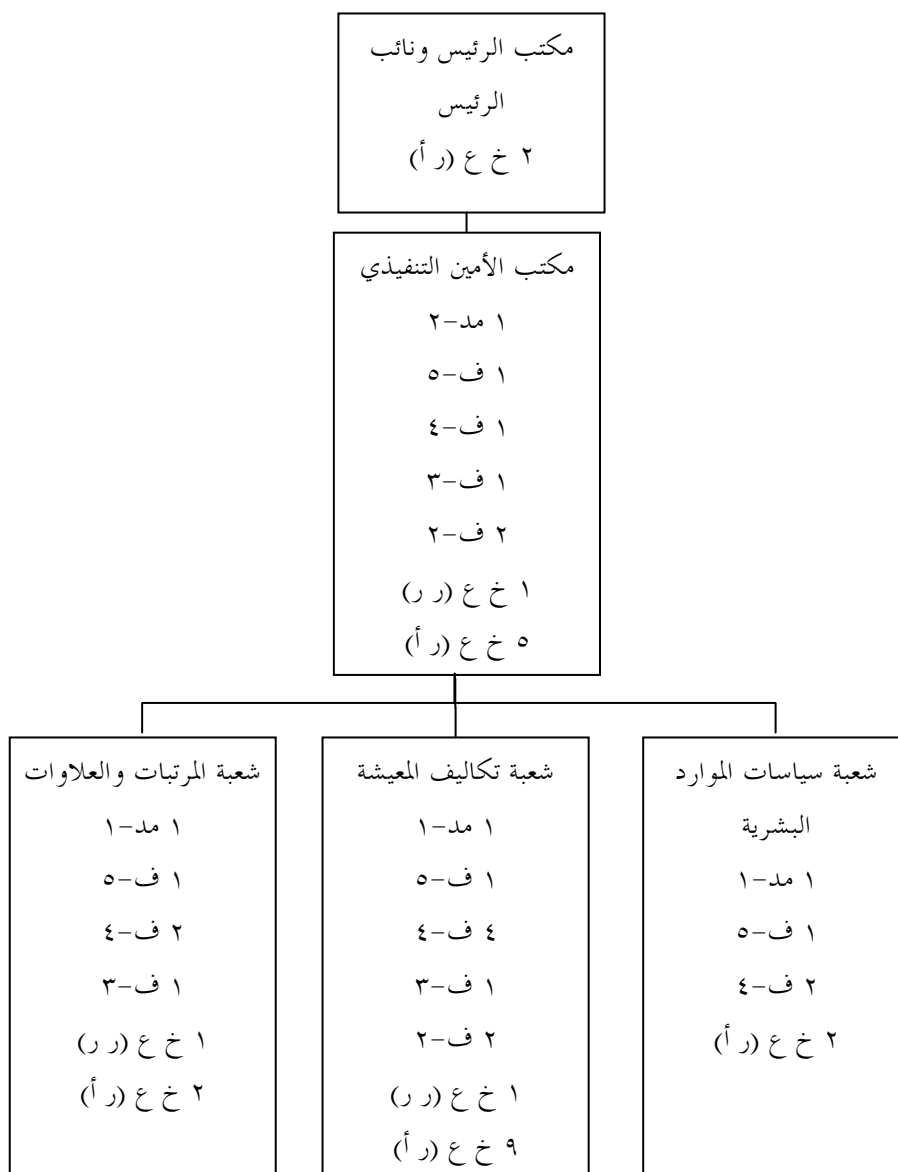 مكتب الرئيس ونائب
الرئيس
٢ خ ع (ر أ)
مكتب الأمين التنفيذي
١ مد-٢
١ ف-٥
١ ف-٤
١ ف-٣
٢ ف-٢
١ خ ع (ر ر)
٥ خ ع (ر أ)
شعبة سياسات الموارد
البشرية
١ مد-١
١ ف-٥
٢ ف-٤
٢ خ ع (ر أ)
شعبة تكاليف المعيشة
١ مد-١
١ ف-٥
٤ ف-٤
١ ف-٣
٢ ف-٢
١ خ ع (ر ر)
٩ خ ع (ر أ)
شعبة المرتبات والعلاوات
١ مد-١
١ ف-٥
٢ ف-٤
١ ف-٣
١ خ ع (ر ر)
٢ خ ع (ر أ)